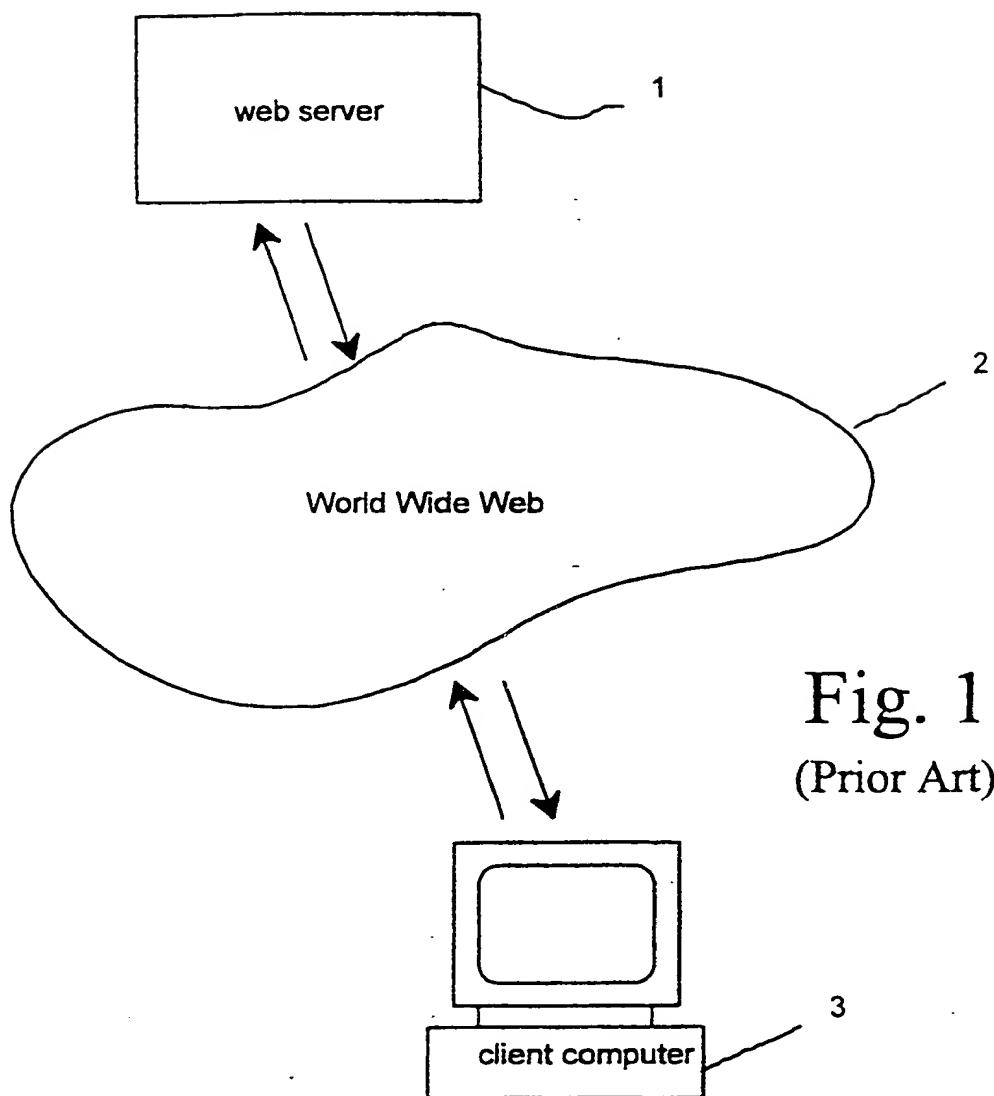 web server
1
2
World Wide Web
Fig. 1
(Prior Art)
3
client computer